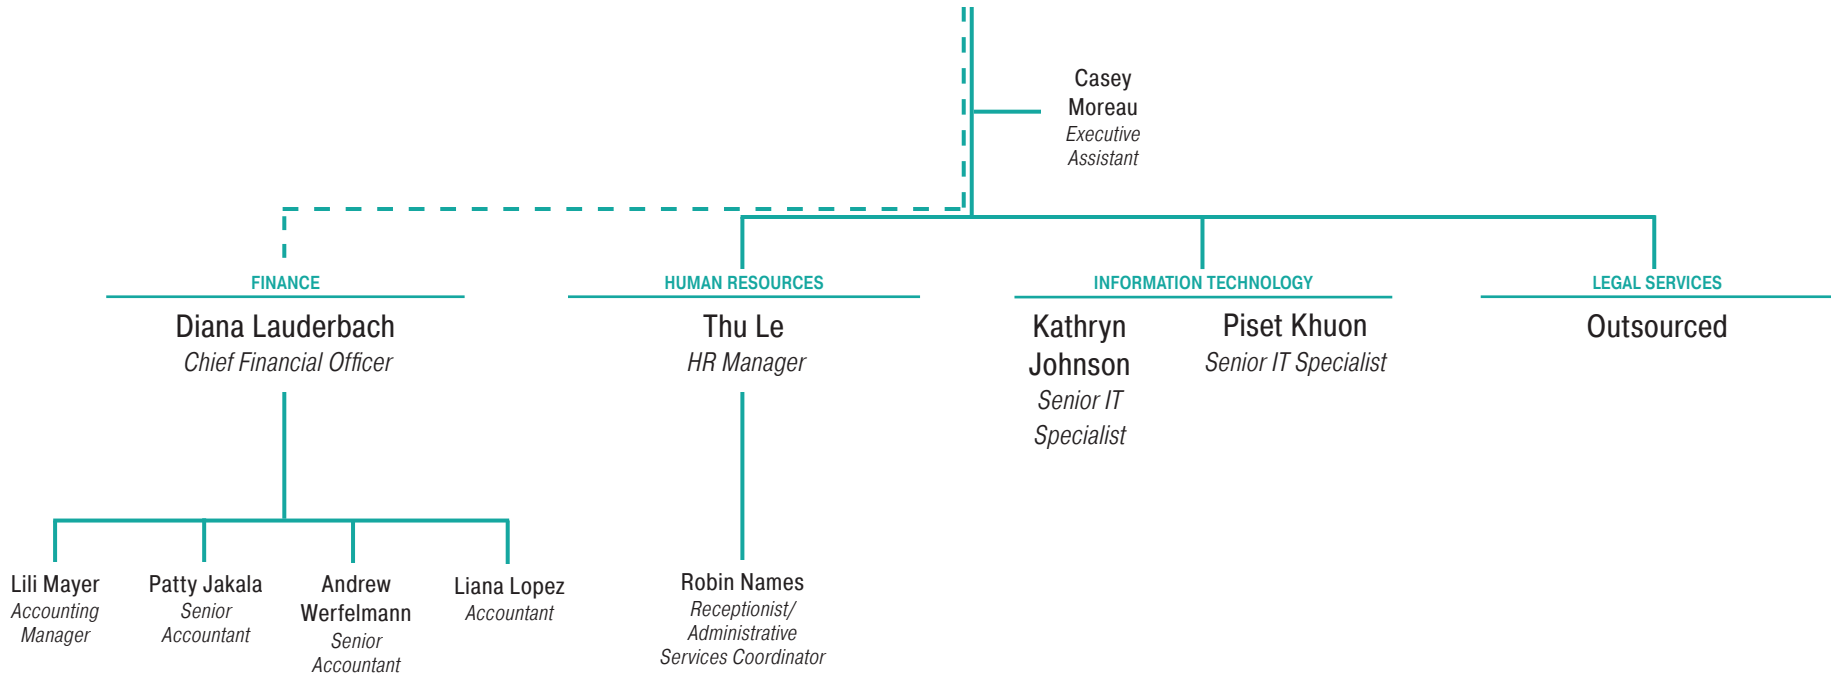 Casey
Moreau
Executive
Assistant
FINANCE
Diana Lauderbach
Chief Financial Officer
HUMAN RESOURCES
Thu Le
HR Manager
INFORMATION TECHNOLOGY
Kathryn
Johnson
Senior IT
Specialist
Piset Khuon
Senior IT Specialist
LEGAL SERVICES
Outsourced
Lili Mayer
Accounting
Manager
Patty Jakala
Senior
Accountant
Andrew
Werfelmann
Senior
Accountant
Liana Lopez
Accountant
Robin Names
Receptionist/
Administrative
Services Coordinator